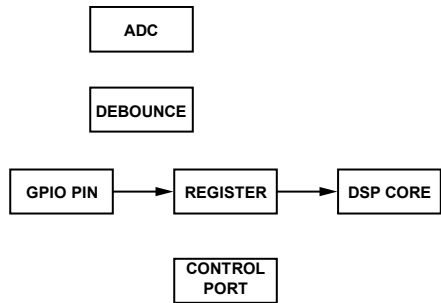 ADC
DEBOUNCE
GPIO PIN
REGISTER
DSP CORE
CONTROL
PORT